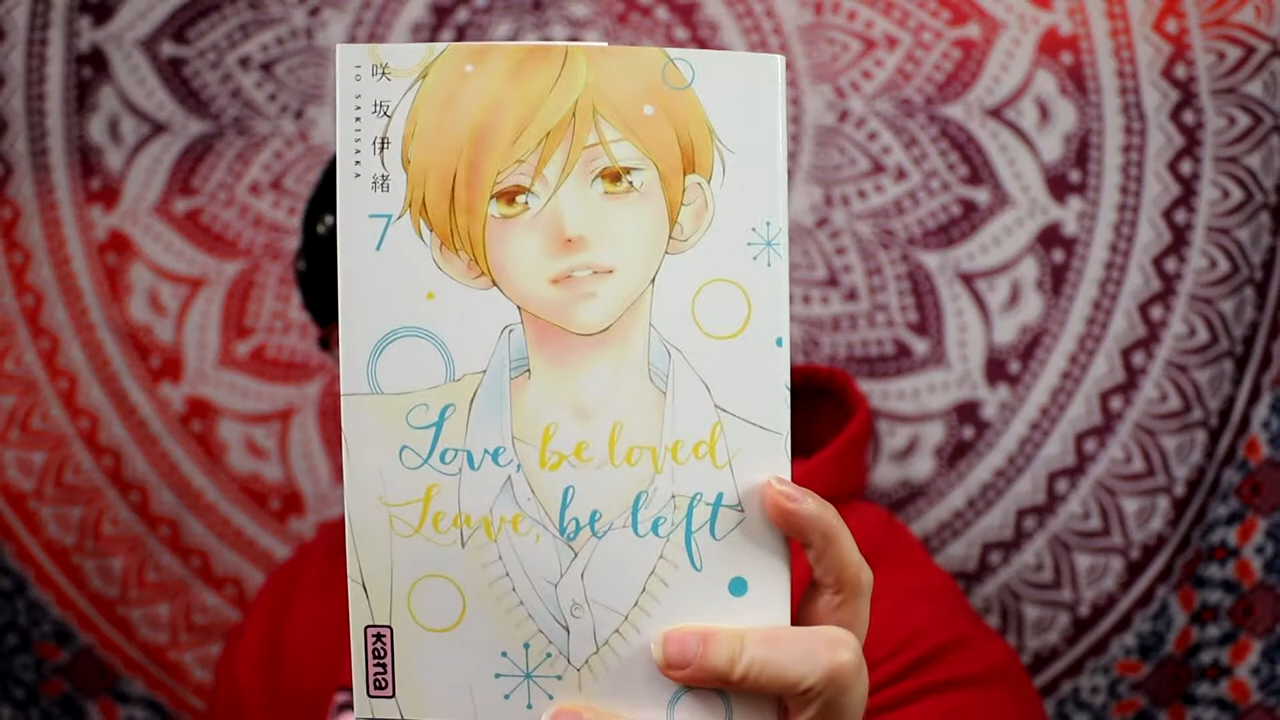 咲坂伊緒
IO SAKISAKA
7
Love, be loved
Leave, be left
kana